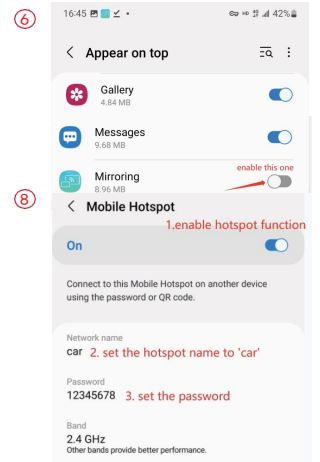 ⑥
16:45
42%
Appear on top
Gallery
4.84 MB
Messages
9.68 MB
enable this one
Mirroring
8.96 MB
⑧
Mobile Hotspot
1.enable hotspot function
On
Connect to this Mobile Hotspot on another device
using the password or QR code.
Network name
car 2. set the hotspot name to 'car'
Password
12345678 3. set the password
Band
2.4 GHz
Other bands provide better performance.